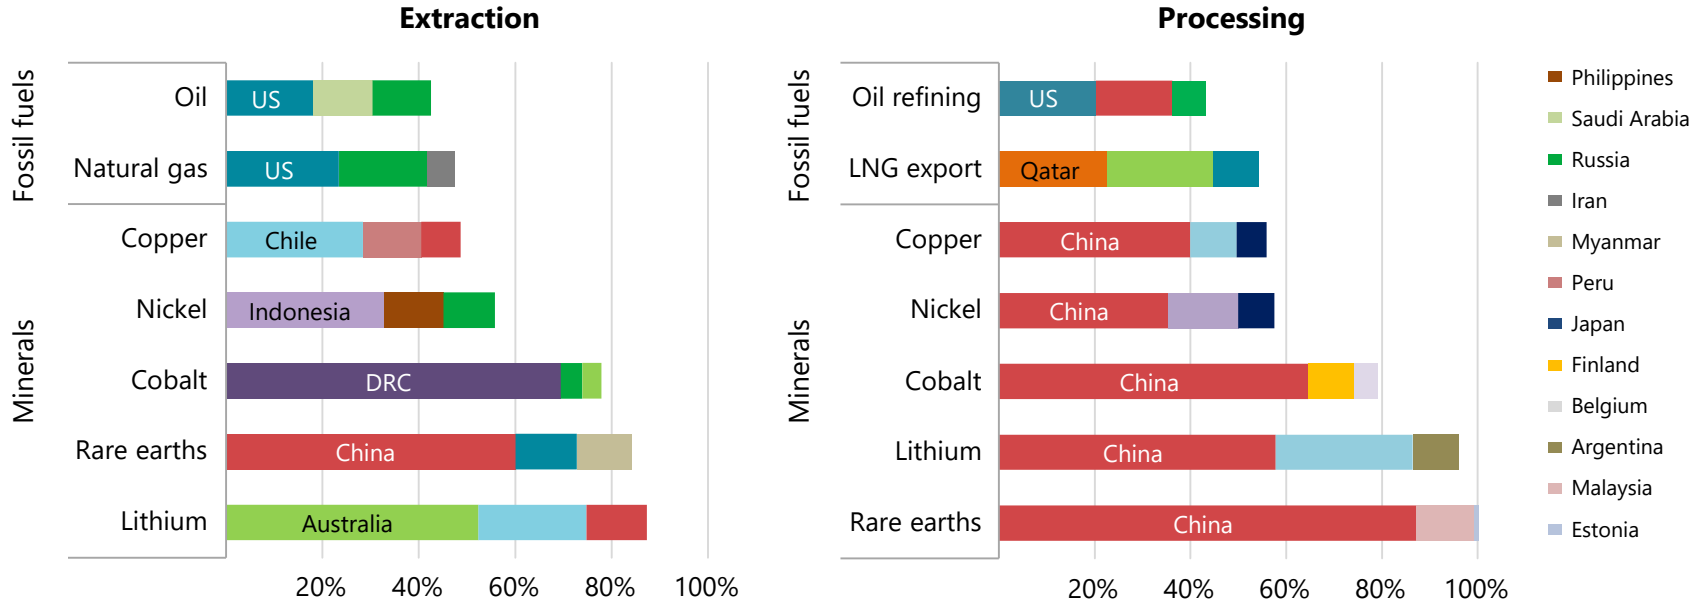 Extraction
Fossil fuels
Oil
US
Natural gas
US
Minerals
Copper
Chile
Nickel
Indonesia
Cobalt
DRC
Rare earths
China
Lithium
Australia
20% 40% 60% 80% 100%
Processing
Fossil fuels
Oil refining
US
LNG export
Qatar
Minerals
Copper
China
Nickel
China
Cobalt
China
Lithium
China
Rare earths
China
20% 40% 60% 80% 100%
Philippines
Saudi Arabia
Russia
Iran
Myanmar
Peru
Japan
Finland
Belgium
Argentina
Malaysia
Estonia